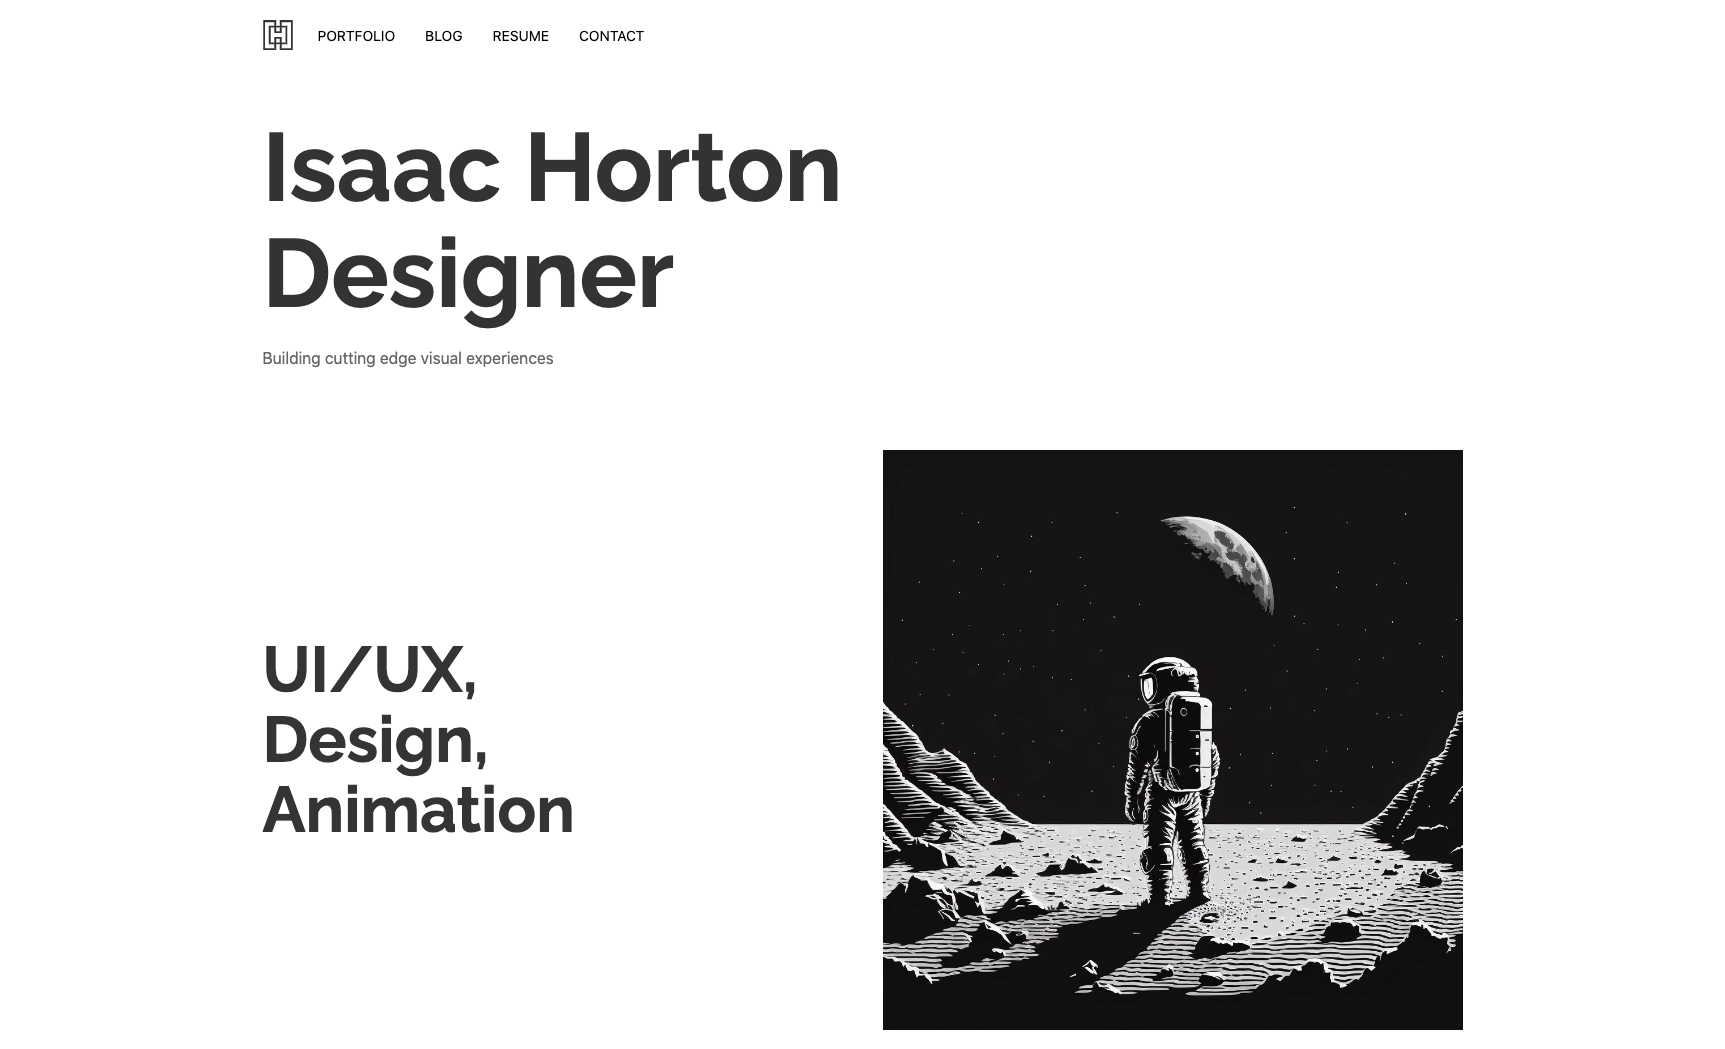 PORTFOLIO BLOG RESUME CONTACT
Isaac Horton
Designer
Building cutting edge visual experiences
UI/UX,
Design,
Animation